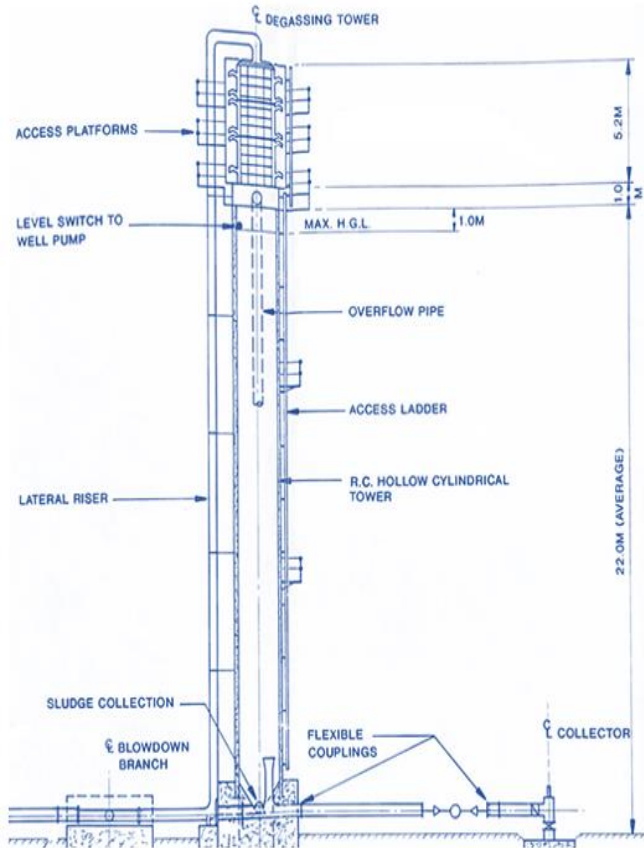 ℄ DEGASSING TOWER
ACCESS PLATFORMS
5.2M
1.0
M
LEVEL SWITCH TO
WELL PUMP
MAX. H G.L.
1.0M
OVERFLOW PIPE
ACCESS LADDER
LATERAL RISER
R.C. HOLLOW CYLINDRICAL
TOWER
22.0M (AVERAGE)
SLUDGE COLLECTION
℄ BLOWDOWN
BRANCH
FLEXIBLE
COUPLINGS
℄ COLLECTOR